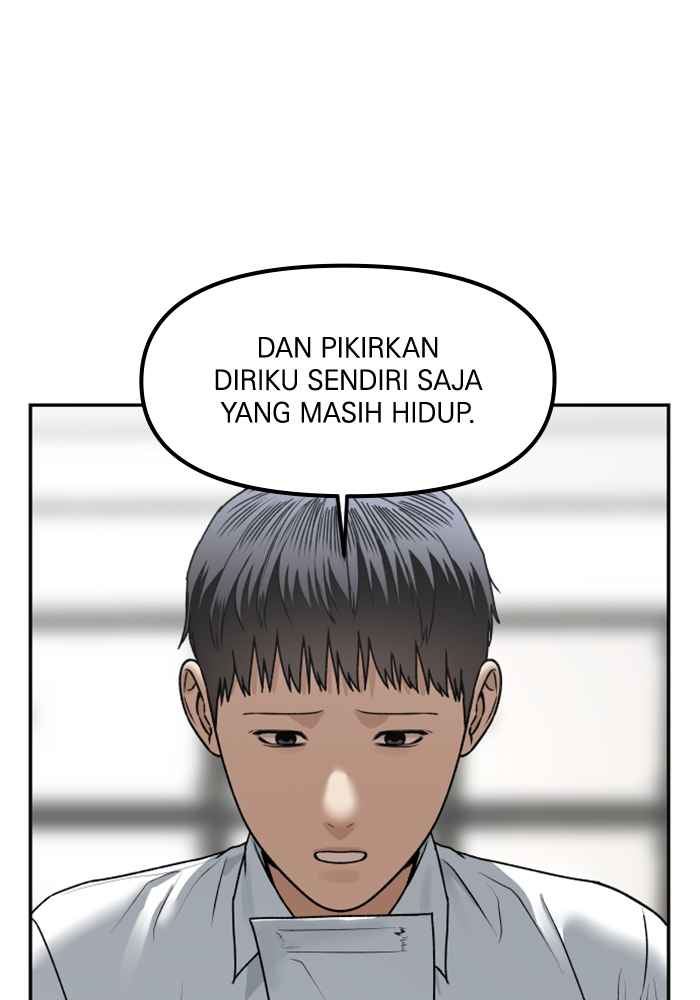 DAN PIKIRKAN
DIRIKU SENDIRI SAJA
YANG MASIH HIDUP.